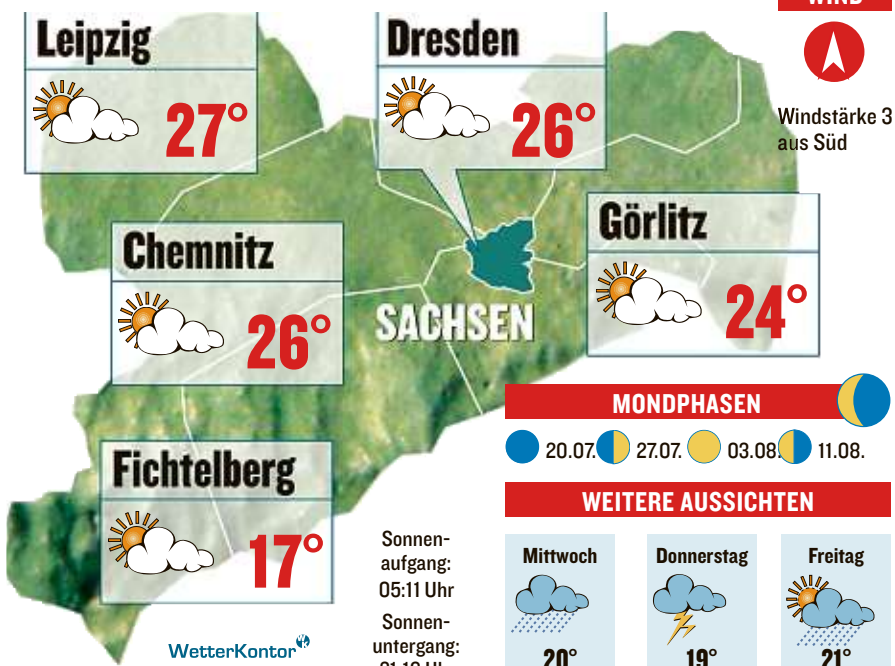 Leipzig
27°
Dresden
26°
WIND
Windstärke 3
aus Süd
Chemnitz
26°
Görlitz
24°
SACHSEN
Fichtelberg
17°
MONDPHASEN
20.07. 27.07. 03.08. 11.08.
WEITERE AUSSICHTEN
Mittwoch
20°
Donnerstag
19°
Freitag
21°
Sonnen-
aufgang:
05:11 Uhr
Sonnen-
untergang:
WetterKontor